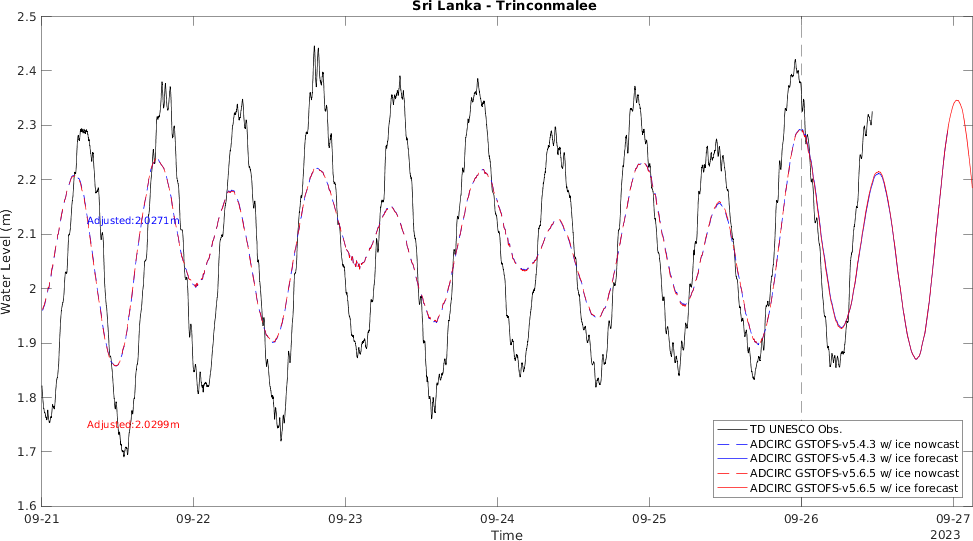 Sri Lanka - Trinconmalee
2.5
2.4
2.3
2.2
2.1
2
1.9
1.8
1.7
1.6
Water Level (m)
Adjusted:2.0271m
Adjusted:2.0299m
TD UNESCO Obs.
ADCIRC GSTOFS-v5.4.3 w/ ice nowcast
ADCIRC GSTOFS-v5.4.3 w/ ice forecast
ADCIRC GSTOFS-v5.6.5 w/ ice nowcast
ADCIRC GSTOFS-v5.6.5 w/ ice forecast
09-21 09-22 09-23 09-24 09-25 09-26 09-27
Time
2023